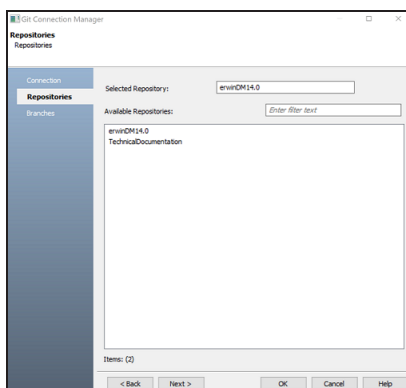 Git Connection Manager
Repositories
Repositories
Connection
Repositories
Branches
Selected Repository: erwinDM14.0
Available Repositories: Enter filter text
erwinDM14.0
TechnicalDocumentation
Items: (2)
< Back Next > OK Cancel Help